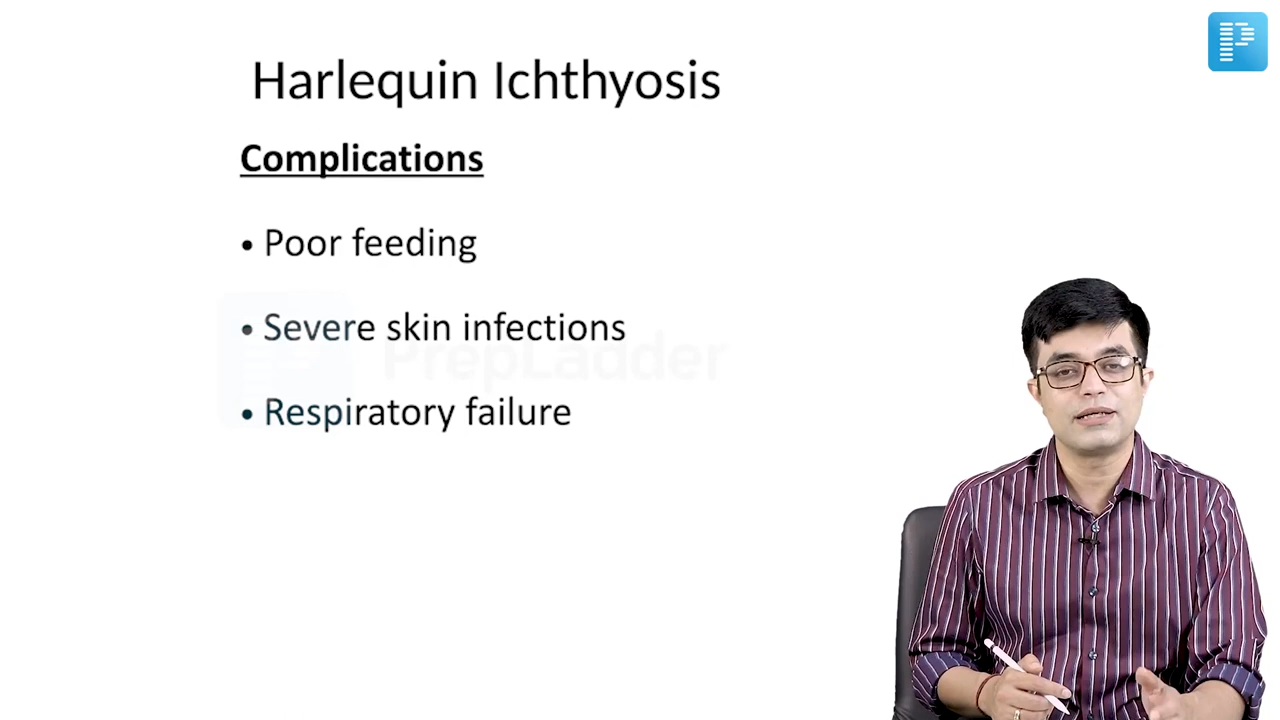 Harlequin Ichthyosis
Complications
• Poor feeding
• Severe skin infections
• Respiratory failure
PrepLadder